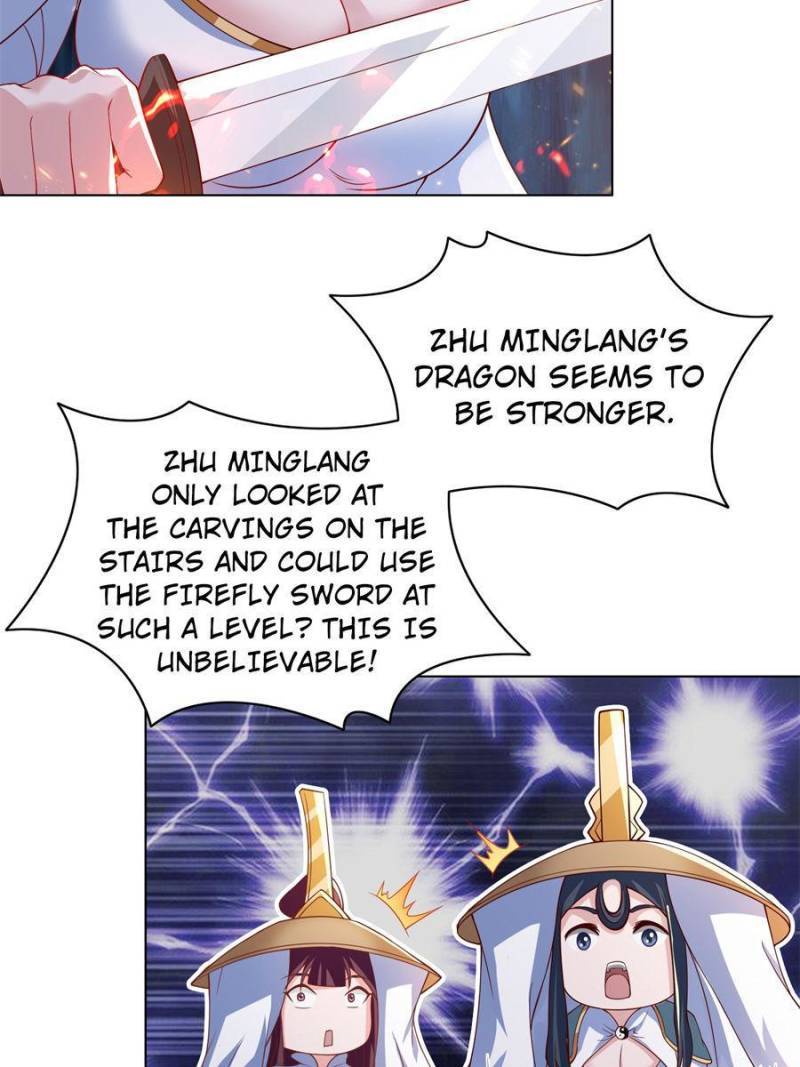 ZHU MINGLANG'S
DRAGON SEEMS TO
BE STRONGER.
ZHU MINGLANG
ONLY LOOKED AT
THE CARVINGS ON THE
STAIRS AND COULD USE
THE FIREFLY SWORD AT
SUCH A LEVEL? THIS IS
UNBELIEVABLE!